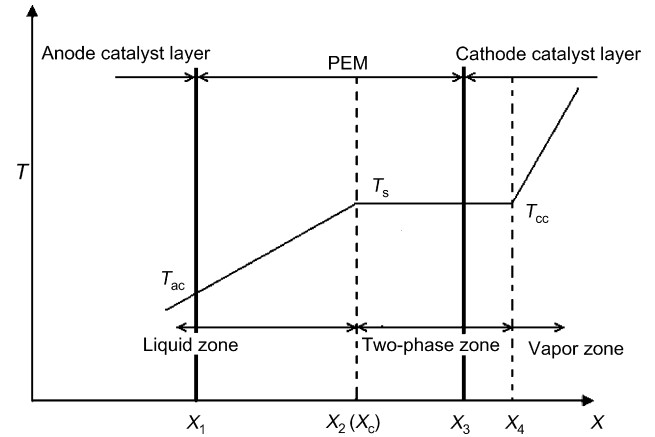 Anode catalyst layer
PEM
Cathode catalyst layer
T
Ts
Tcc
Tac
Liquid zone
Two-phase zone
Vapor zone
X1
X2 (Xc)
X3
X4
X